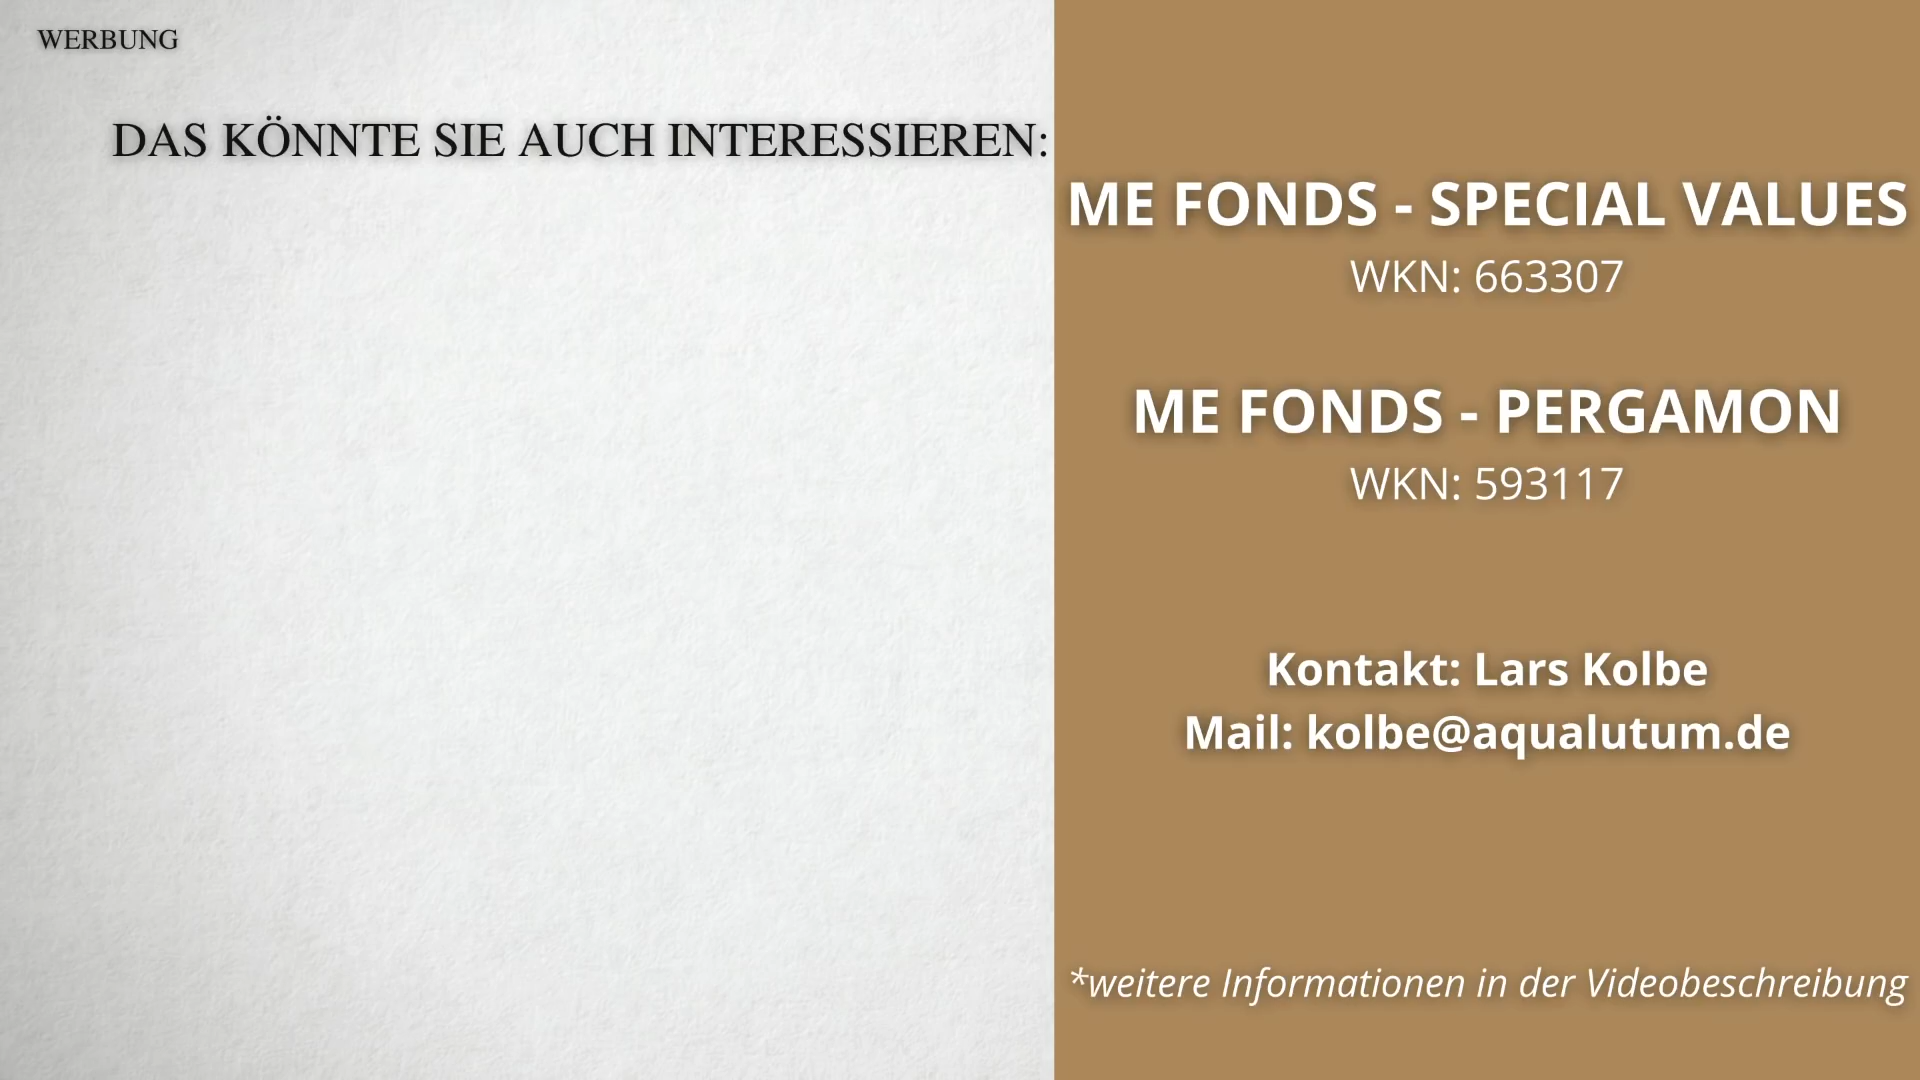 WERBUNG
DAS KÖNNTE SIE AUCH INTERESSIEREN:
ME FONDS - SPECIAL VALUES
WKN: 663307
ME FONDS - PERGAMON
WKN: 593117
Kontakt: Lars Kolbe
Mail: kolbe@aqualutum.de
*weitere Informationen in der Videobeschreibung